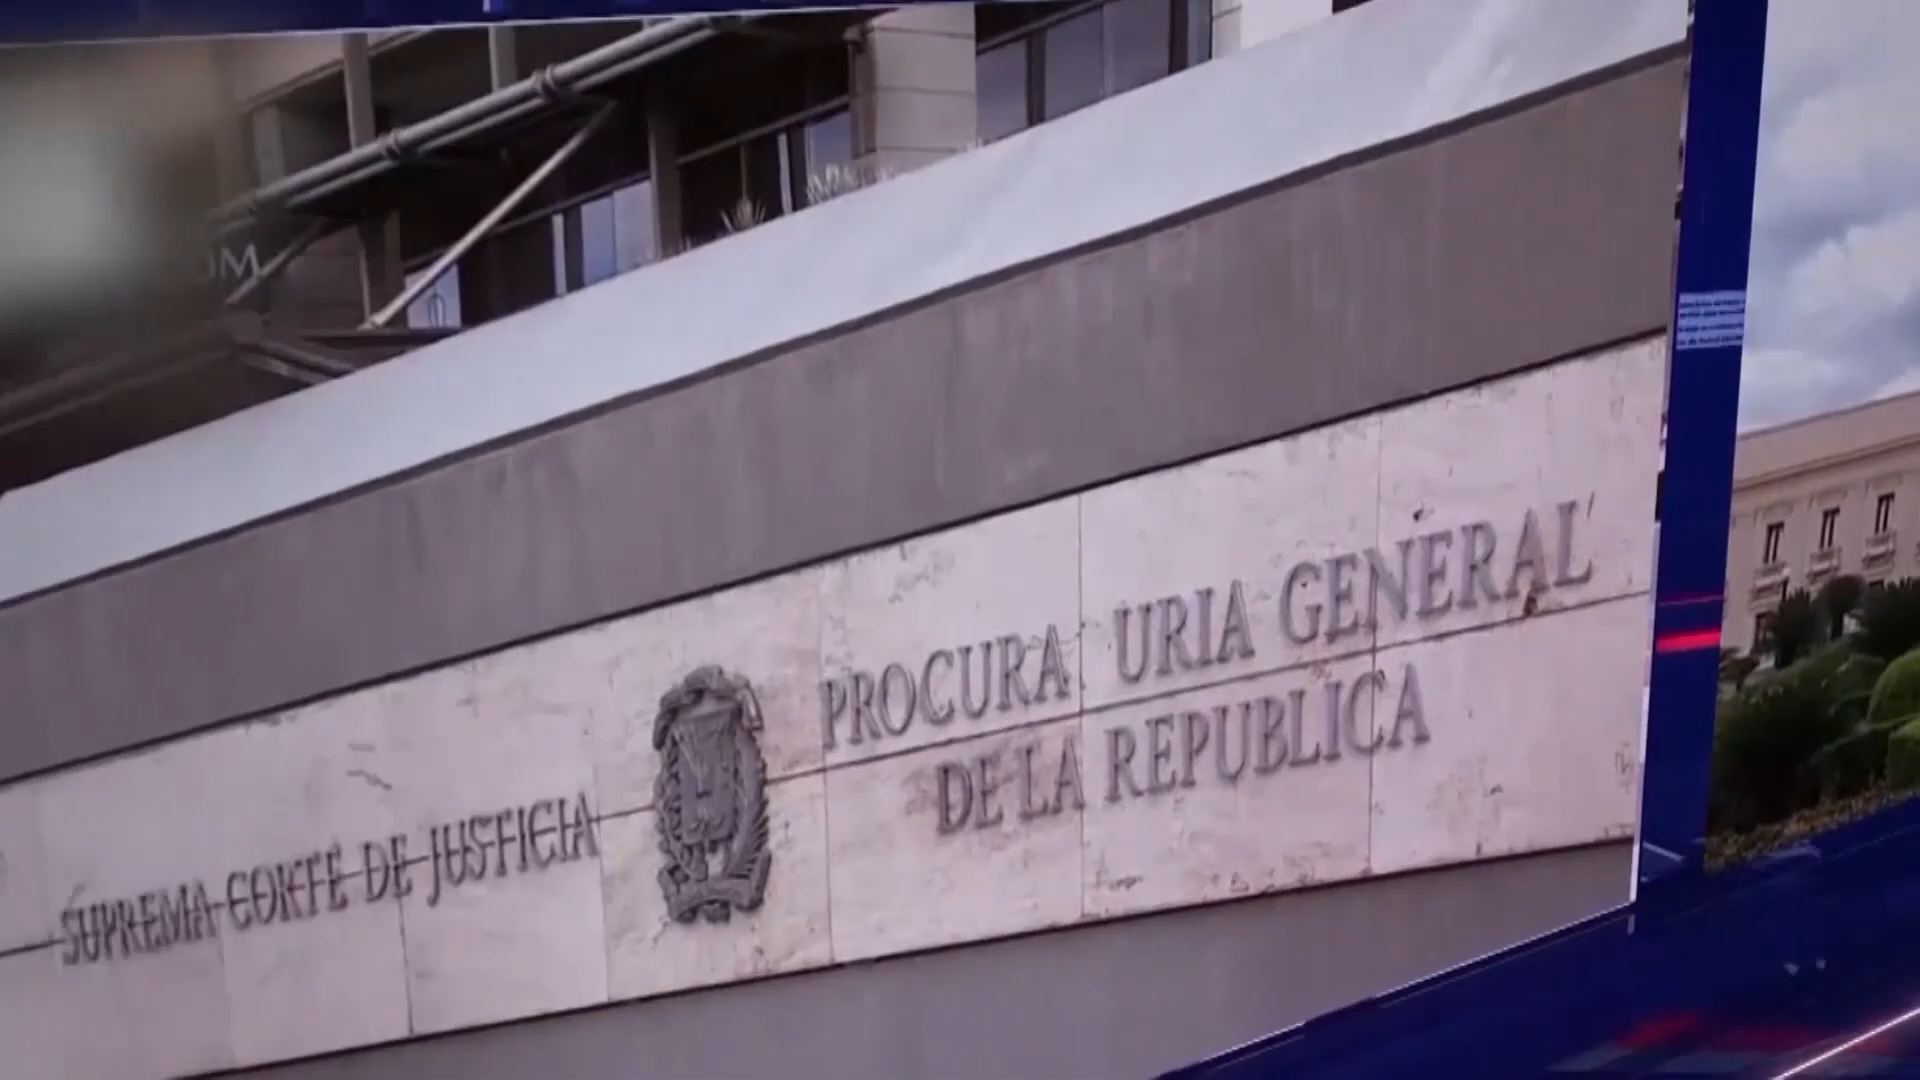 SUPREMA CORTE DE JUSTICIA
PROCURA URIA GENERAL
DE LA REPUBLICA